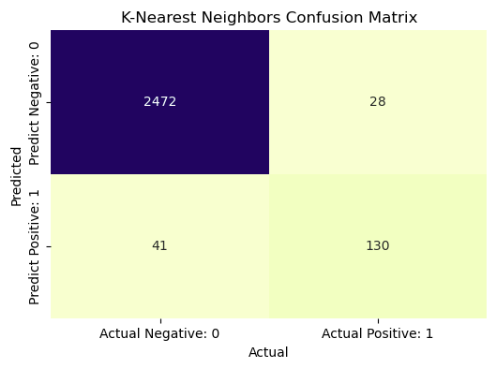 K-Nearest Neighbors Confusion Matrix
Predicted
Predict Negative: 0
2472
28
Predict Positive: 1
41
130
Actual Negative: 0
Actual Positive: 1
Actual